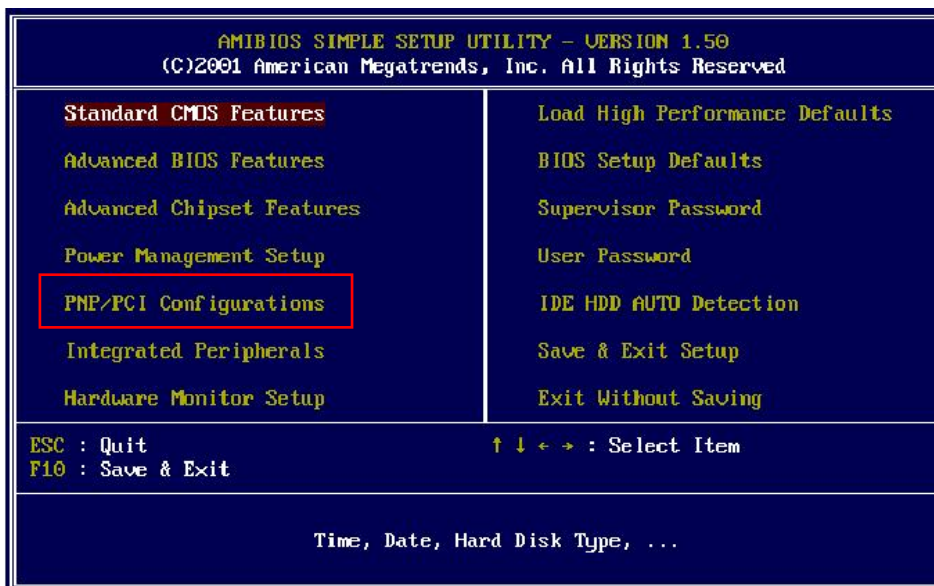 AMIBIOS SIMPLE SETUP UTILITY - VERSION 1.50
(C)2001 American Megatrends, Inc. All Rights Reserved
Standard CMOS Features
Advanced BIOS Features
Advanced Chipset Features
Power Management Setup
PNP/PCI Configurations
Integrated Peripherals
Hardware Monitor Setup
Load High Performance Defaults
BIOS Setup Defaults
Supervisor Password
User Password
IDE HDD AUTO Detection
Save & Exit Setup
Exit Without Saving
ESC : Quit
F10 : Save & Exit
↑ ↓ ← → : Select Item
Time, Date, Hard Disk Type, ...